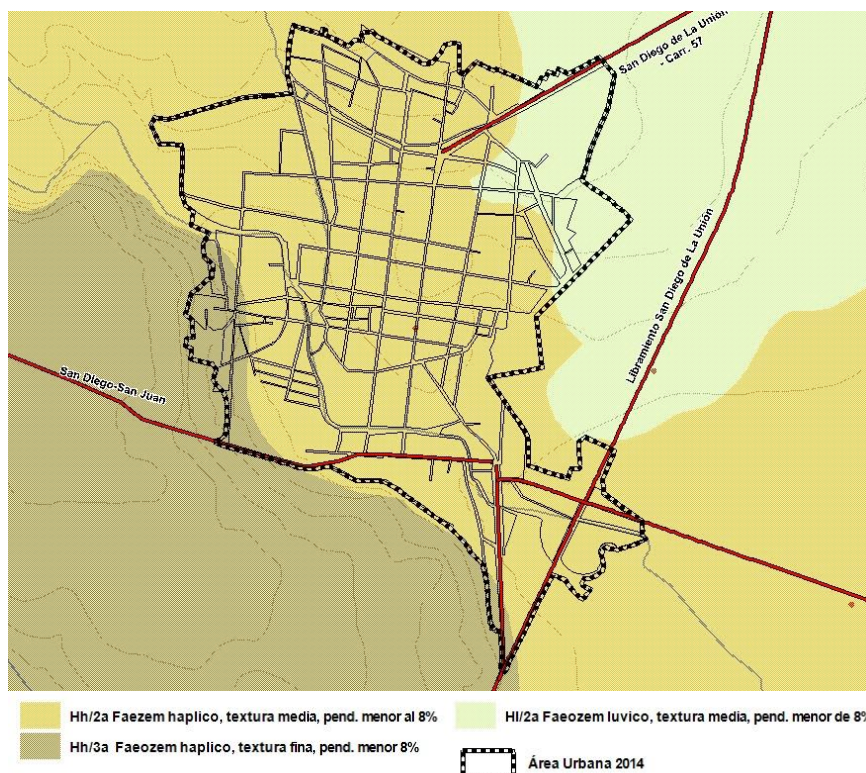 San Diego de La Unión
- Carr. 57
Libramiento San Diego de La Unión
San Diego-San Juan
Hh/2a Faezem haplico, textura media, pend. menor al 8%
Hl/2a Faeozem luvico, textura media, pend. menor de 8%
Hh/3a Faeozem haplico, textura fina, pend. menor 8%
Área Urbana 2014